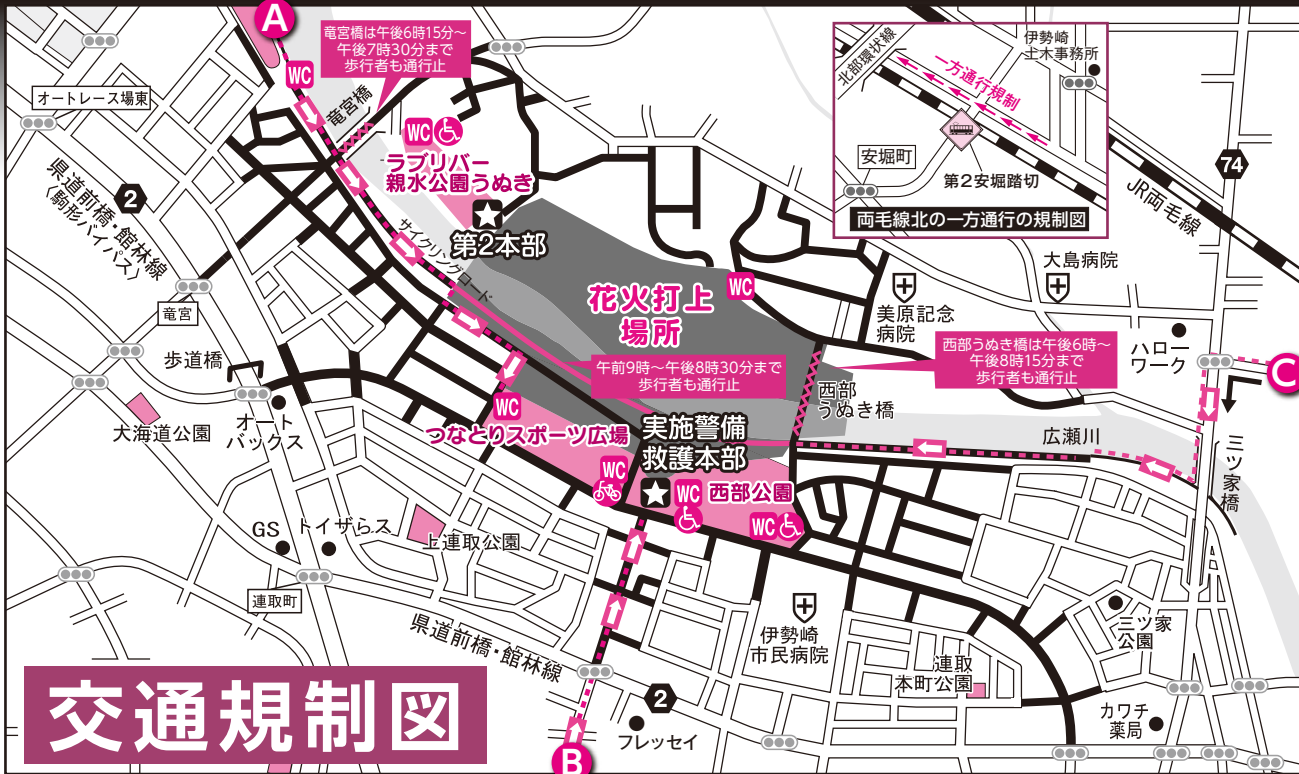 A
竜宮橋は午後6時15分～
午後7時30分まで
歩行者も通行止
WC
オートレース場東
竜宮橋
WC
ラブリバー
親水公園うぬき
県道前橋・館林線
〈駒形バイパス〉
2
第2本部
サイクリングロード
竜宮
歩道橋
花火打上
場所
WC
午前9時～午後8時30分まで
歩行者も通行止
北部環状線
伊勢崎
土木事務所
一方通行規制
安堀町
第2安堀踏切
両毛線北の一方通行の規制図
JR両毛線
74
大島病院
美原記念
病院
西部うぬき橋は午後6時～
午後8時15分まで
歩行者も通行止
ハロー
ワーク
C
西部
うぬき橋
広瀬川
三ツ家橋
大海道公園
オート
バックス
WC
つなとりスポーツ広場
実施警備
救護本部
WC
WC
西部公園
WC
GS
トイザらス
上連取公園
連取町
県道前橋・館林線
伊勢崎
市民病院
三ツ家
公園
連取
本町公園
2
フレッセイ
カワチ
薬局
B
交通規制図